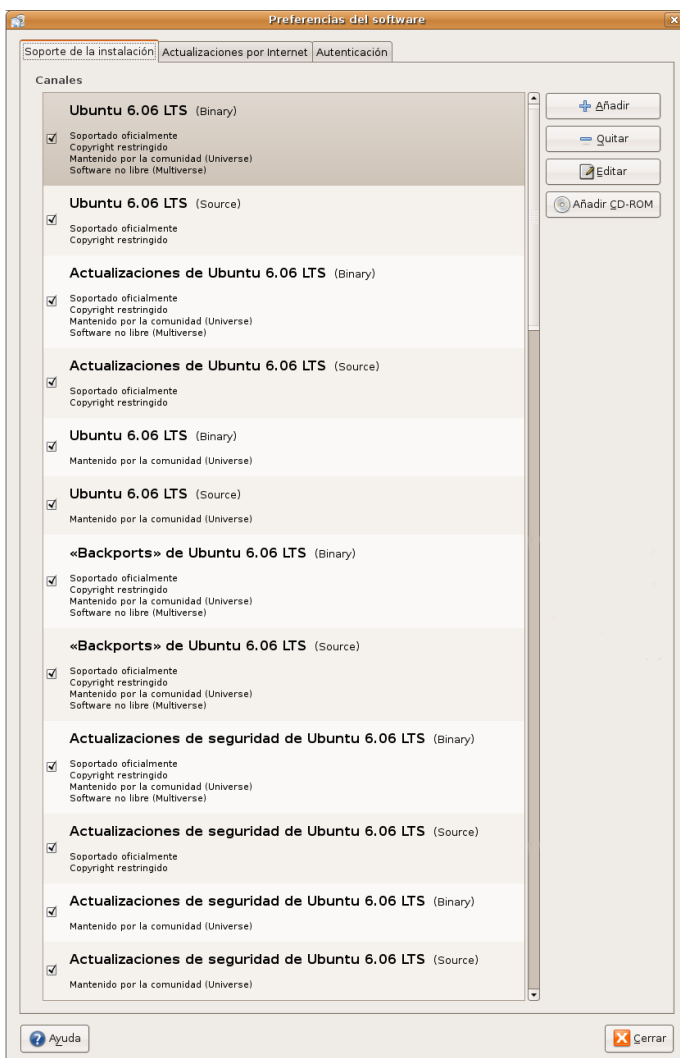 Preferencias del software
Soporte de la instalación Actualizaciones por Internet Autenticación
Canales
Ubuntu 6.06 LTS (Binary)
Soportado oficialmente
Copyright restringido
Mantenido por la comunidad (Universe)
Software no libre (Multiverse)
Ubuntu 6.06 LTS (Source)
Soportado oficialmente
Copyright restringido
Actualizaciones de Ubuntu 6.06 LTS (Binary)
Soportado oficialmente
Copyright restringido
Mantenido por la comunidad (Universe)
Software no libre (Multiverse)
Actualizaciones de Ubuntu 6.06 LTS (Source)
Soportado oficialmente
Copyright restringido
Ubuntu 6.06 LTS (Binary)
Mantenido por la comunidad (Universe)
Ubuntu 6.06 LTS (Source)
Mantenido por la comunidad (Universe)
«Backports» de Ubuntu 6.06 LTS (Binary)
Soportado oficialmente
Copyright restringido
Mantenido por la comunidad (Universe)
Software no libre (Multiverse)
«Backports» de Ubuntu 6.06 LTS (Source)
Soportado oficialmente
Copyright restringido
Mantenido por la comunidad (Universe)
Software no libre (Multiverse)
Actualizaciones de seguridad de Ubuntu 6.06 LTS (Binary)
Soportado oficialmente
Copyright restringido
Mantenido por la comunidad (Universe)
Software no libre (Multiverse)
Actualizaciones de seguridad de Ubuntu 6.06 LTS (Source)
Soportado oficialmente
Copyright restringido
Actualizaciones de seguridad de Ubuntu 6.06 LTS (Binary)
Mantenido por la comunidad (Universe)
Actualizaciones de seguridad de Ubuntu 6.06 LTS (Source)
Mantenido por la comunidad (Universe)
Añadir
Quitar
Editar
Añadir CD-ROM
Ayuda
Cerrar